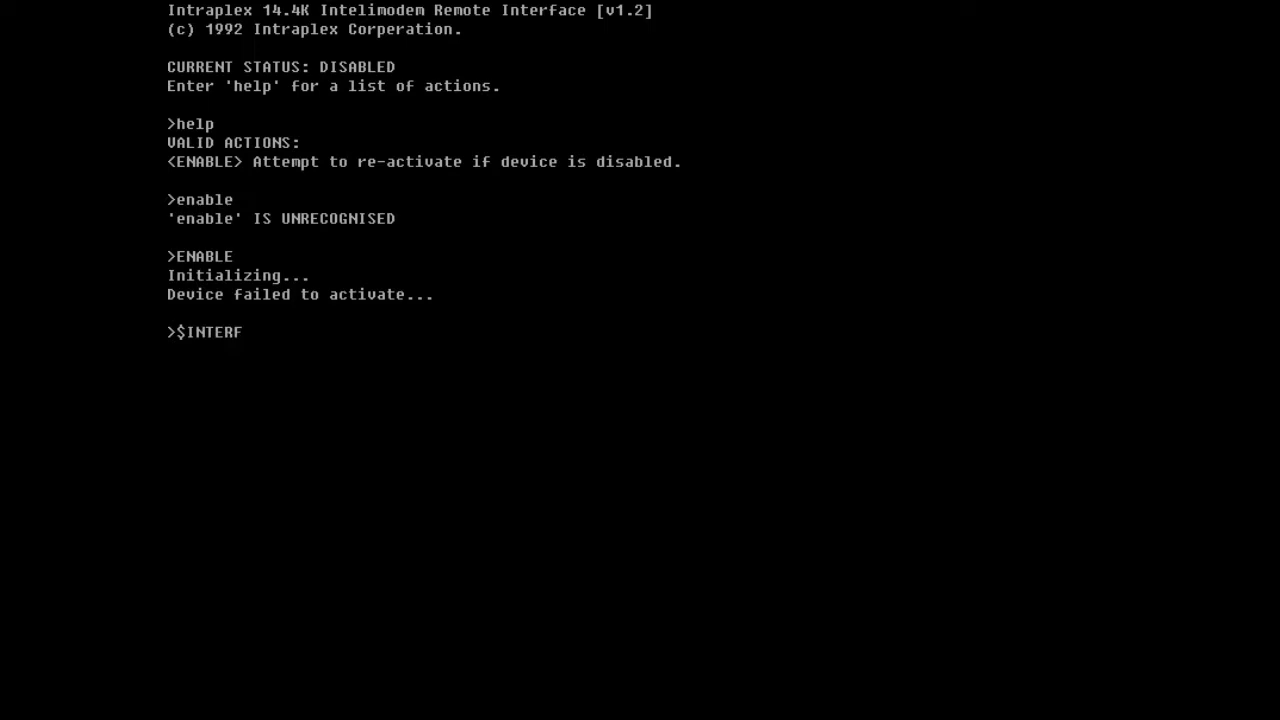 Intraplex 14.4K Intelimodem Remote Interface [v1.2]
(c) 1992 Intraplex Corperation.
CURRENT STATUS: DISABLED
Enter 'help' for a list of actions.
>help
VALID ACTIONS:
<ENABLE> Attempt to re-activate if device is disabled.
>enable
'enable' IS UNRECOGNISED
>ENABLE
Initializing...
Device failed to activate...
>$INTERF